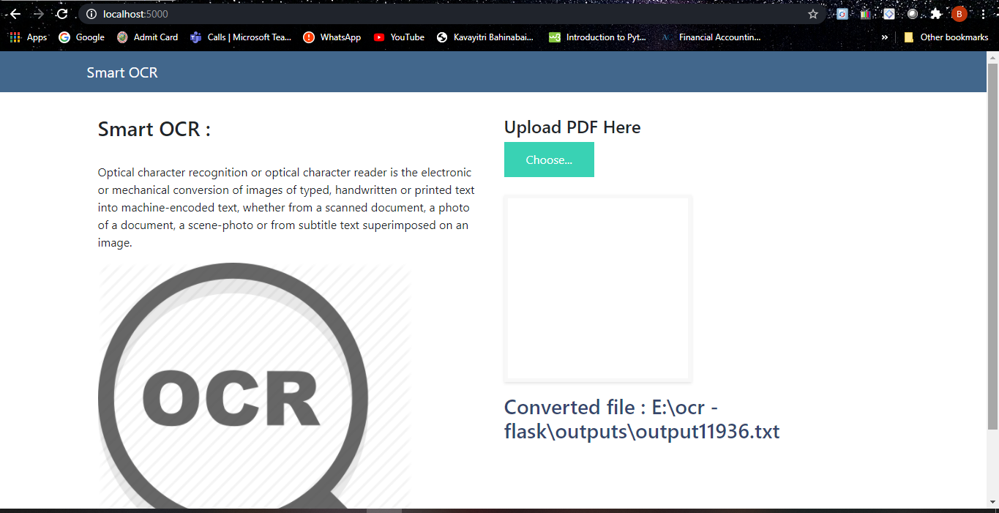 localhost:5000
B
Apps
Google
Admit Card
Calls | Microsoft Tea...
WhatsApp
YouTube
Kavayitri Bahinabai...
Introduction to Pyt...
Financial Accountin...
»
Other bookmarks
Smart OCR
Smart OCR :
Optical character recognition or optical character reader is the electronic
or mechanical conversion of images of typed, handwritten or printed text
into machine-encoded text, whether from a scanned document, a photo
of a document, a scene-photo or from subtitle text superimposed on an
image.
OCR
Upload PDF Here
Choose...
Converted file : E:\ocr -
flask\outputs\output11936.txt